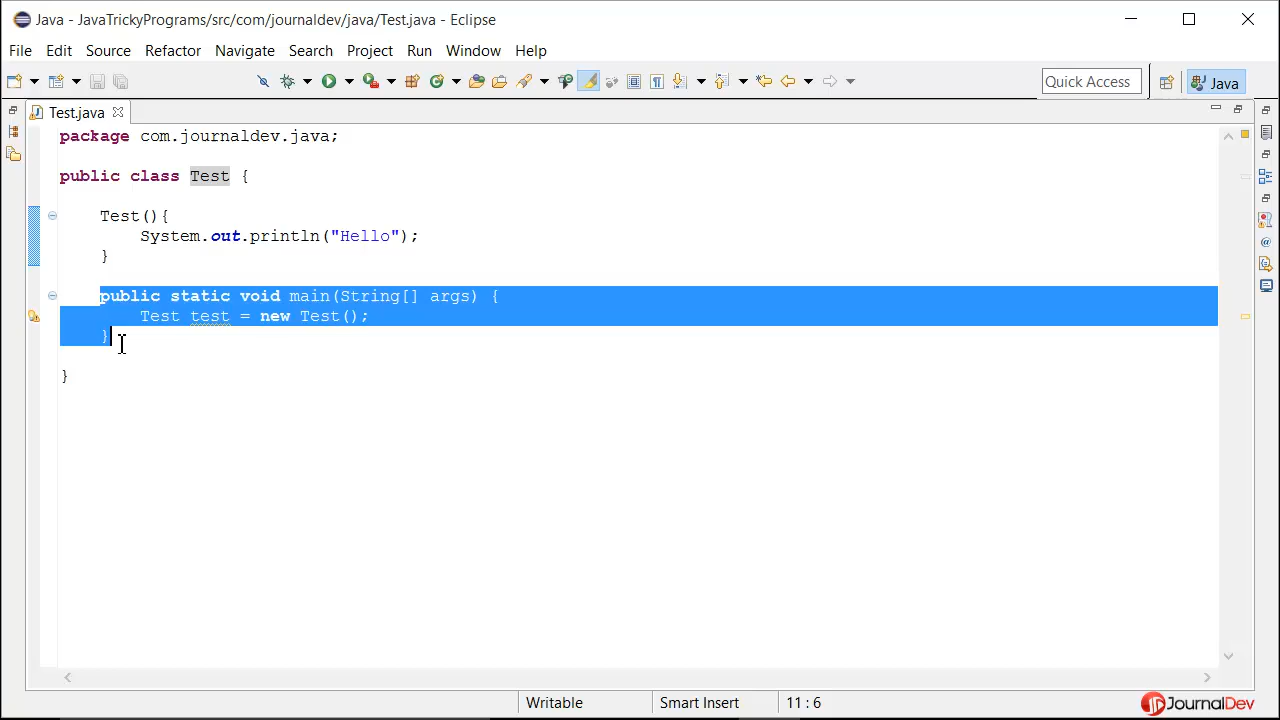 Java - JavaTrickyPrograms/src/com/journaldev/java/Test.java - Eclipse
File Edit Source Refactor Navigate Search Project Run Window Help
Quick Access Java
Test.java
package com.journaldev.java;
public class Test {
Test(){
System.out.println("Hello");
}
public static void main(String[] args) {
Test test = new Test();
}
}
Writable Smart Insert 11 : 6
JournalDev